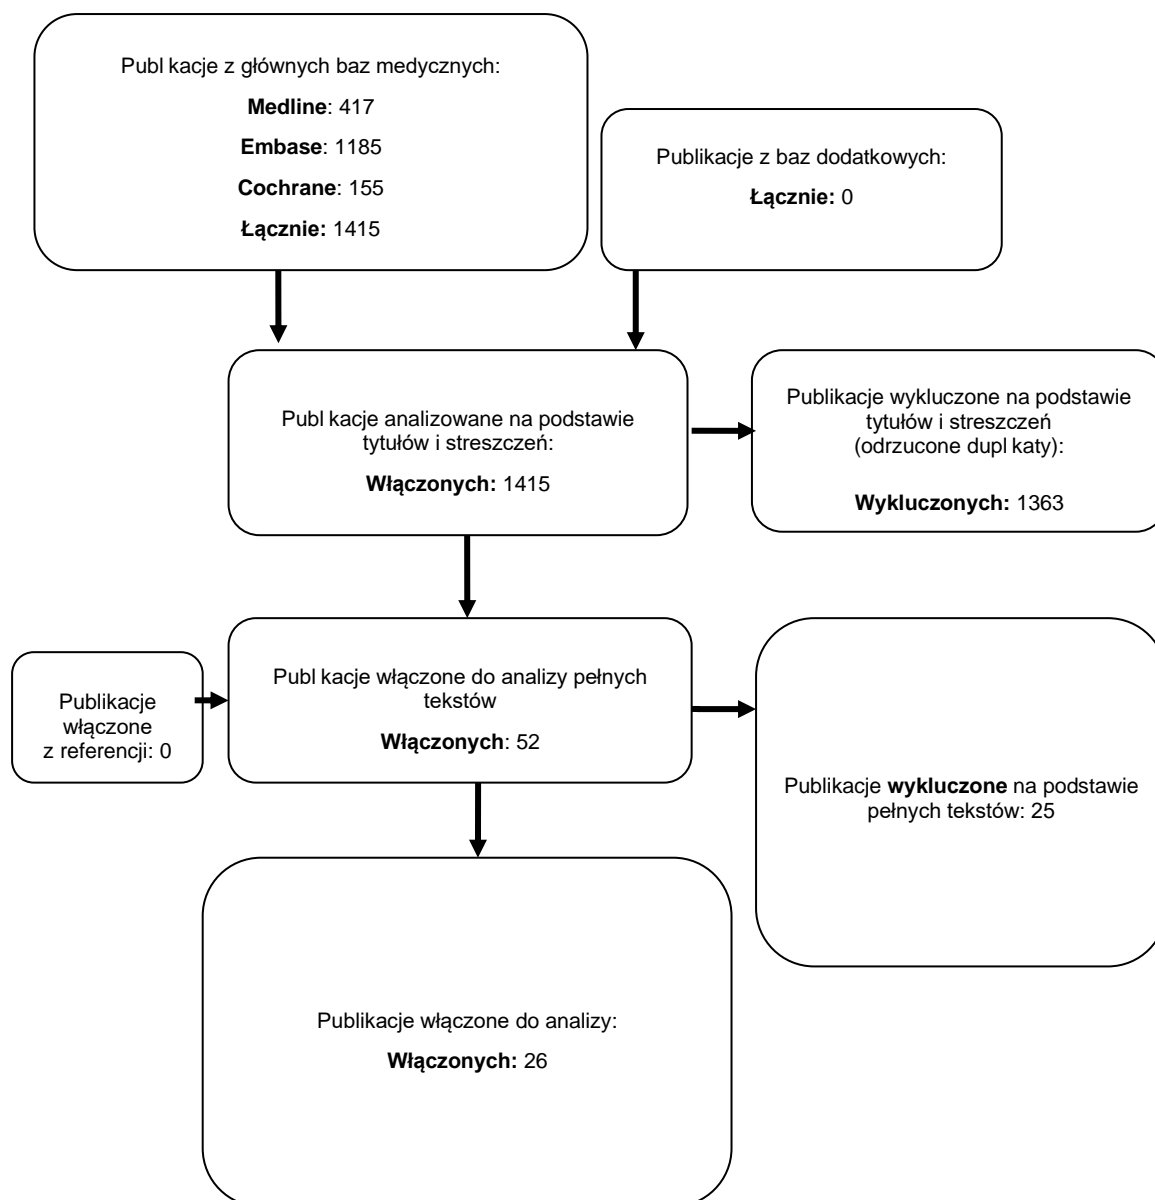 Publ kacje z głównych baz medycznych:
Medline: 417
Embase: 1185
Cochrane: 155
Łącznie: 1415
Publikacje z baz dodatkowych:
Łącznie: 0
Publ kacje analizowane na podstawie
tytułów i streszczeń:
Włączonych: 1415
Publikacje wykluczone na podstawie
tytułów i streszczeń
(odrzucone dupl katy):
Wykluczonych: 1363
Publikacje
włączone
z referencji: 0
Publ kacje włączone do analizy pełnych
tekstów
Włączonych: 52
Publikacje wykluczone na podstawie
pełnych tekstów: 25
Publikacje włączone do analizy:
Włączonych: 26